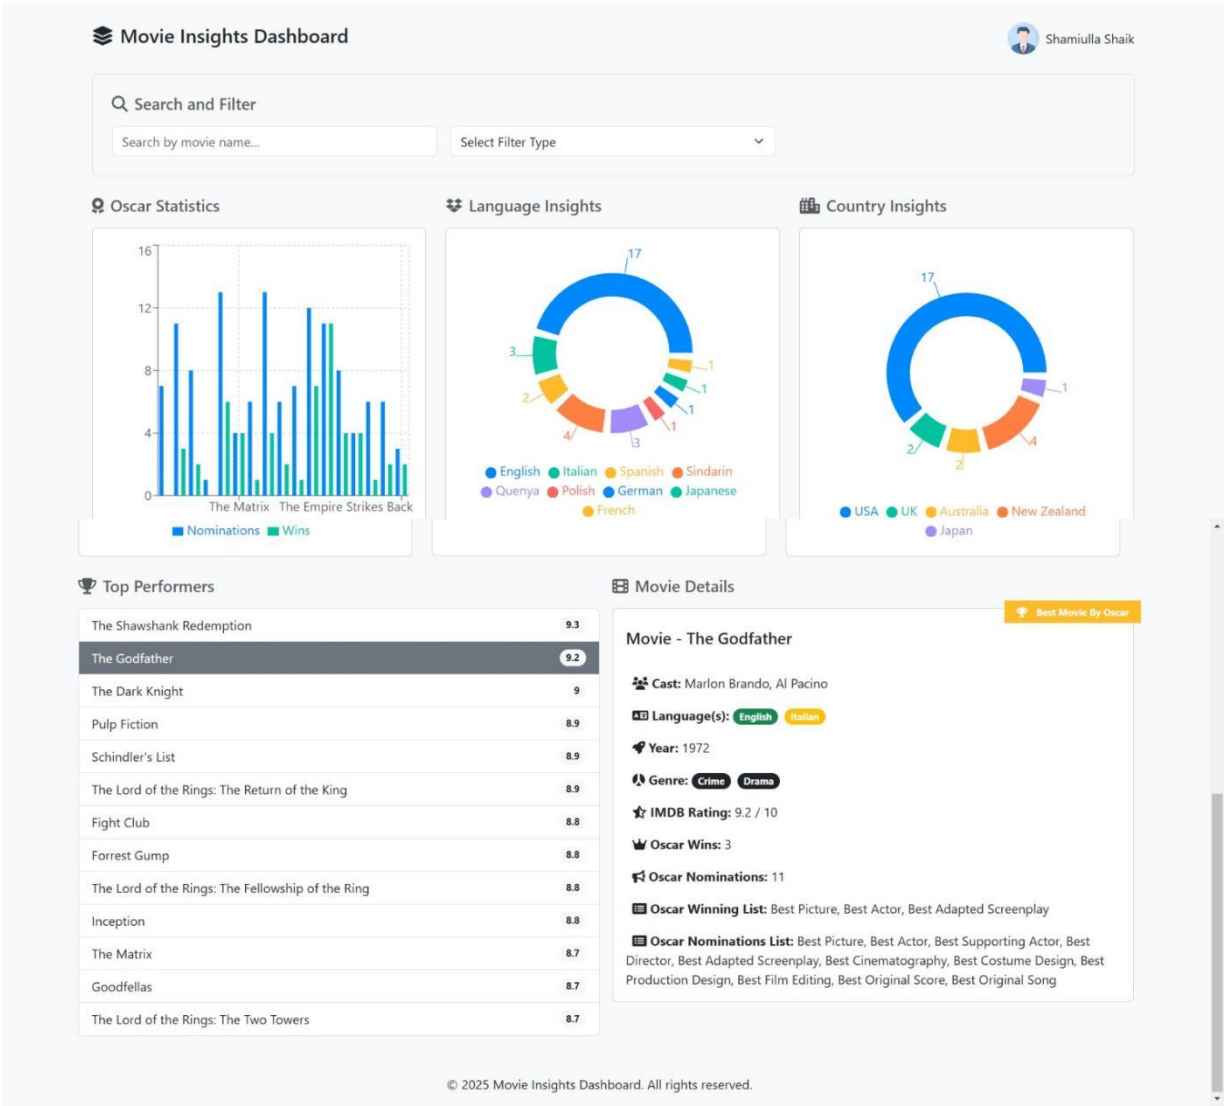 Movie Insights Dashboard
Shamiulla Shaik
Search and Filter
Search by movie name...
Select Filter Type
Oscar Statistics
16
12
8
4
0
The Matrix The Empire Strikes Back
Nominations Wins
Language Insights
17
3
2
4
3
1
1
1
1
English Italian Spanish Sindarin
Quenya Polish German Japanese
French
Country Insights
17
2
2
4
1
USA UK Australia New Zealand
Japan
Top Performers
The Shawshank Redemption 9.3
The Godfather 9.2
The Dark Knight 9
Pulp Fiction 8.9
Schindler's List 8.9
The Lord of the Rings: The Return of the King 8.9
Fight Club 8.8
Forrest Gump 8.8
The Lord of the Rings: The Fellowship of the Ring 8.8
Inception 8.8
The Matrix 8.7
Goodfellas 8.7
The Lord of the Rings: The Two Towers 8.7
Movie Details
Best Movie By Oscar
Movie - The Godfather
Cast: Marlon Brando, Al Pacino
Language(s): English Italian
Year: 1972
Genre: Crime Drama
IMDB Rating: 9.2 / 10
Oscar Wins: 3
Oscar Nominations: 11
Oscar Winning List: Best Picture, Best Actor, Best Adapted Screenplay
Oscar Nominations List: Best Picture, Best Actor, Best Supporting Actor, Best
Director, Best Adapted Screenplay, Best Cinematography, Best Costume Design, Best
Production Design, Best Film Editing, Best Original Score, Best Original Song
© 2025 Movie Insights Dashboard. All rights reserved.